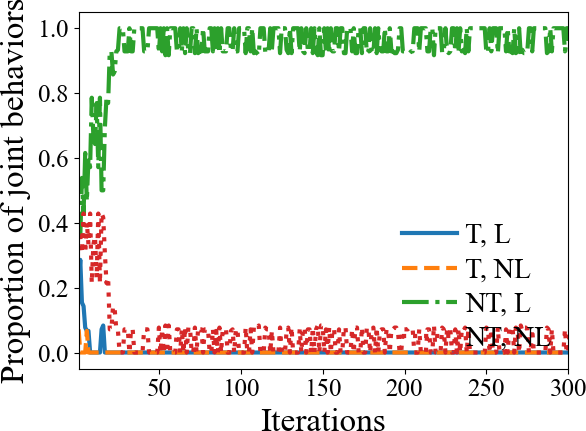 Proportion of joint behaviors
1.0
0.8
0.6
0.4
0.2
0.0
T, L
T, NL
NT, L
NT, NL
50 100 150 200 250 300
Iterations